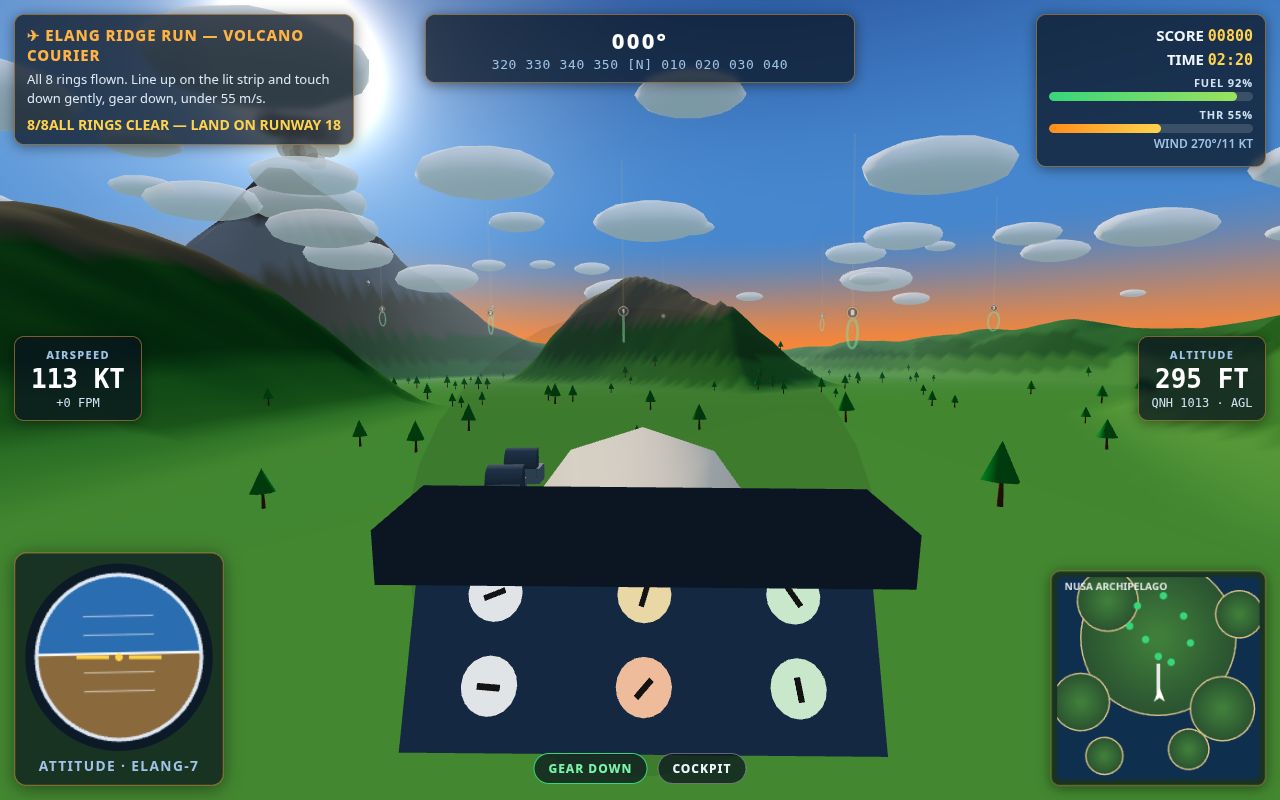 ✈ ELANG RIDGE RUN — VOLCANO
COURIER
All 8 rings flown. Line up on the lit strip and touch
down gently, gear down, under 55 m/s.
8/8ALL RINGS CLEAR — LAND ON RUNWAY 18
000°
320 330 340 350 [N] 010 020 030 040
SCORE 00800
TIME 02:20
FUEL 92%
THR 55%
WIND 270°/11 KT
AIRSPEED
113 KT
+0 FPM
ALTITUDE
295 FT
QNH 1013 · AGL
ATTITUDE · ELANG-7
GEAR DOWN
COCKPIT
NUSA ARCHIPELAGO